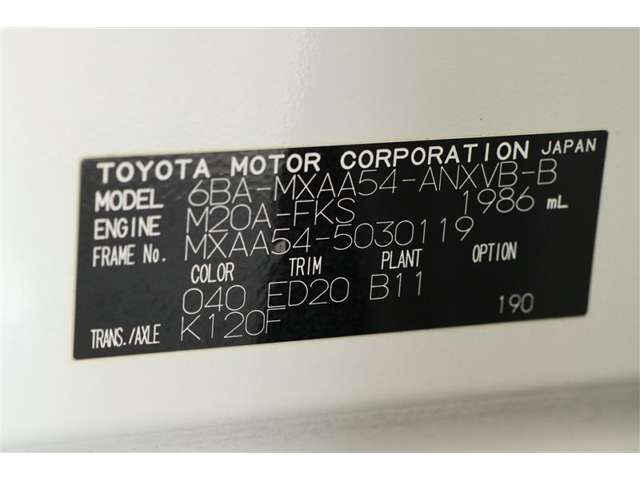 TOYOTA MOTOR CORPORATION JAPAN
MODEL 6BA-MXAA54-ANXVB-B
ENGINE M20A-FKS 1986 mL
FRAME No. MXAA54-5030119
COLOR TRIM PLANT OPTION
040 ED20 B11 190
TRANS./AXLE K120F